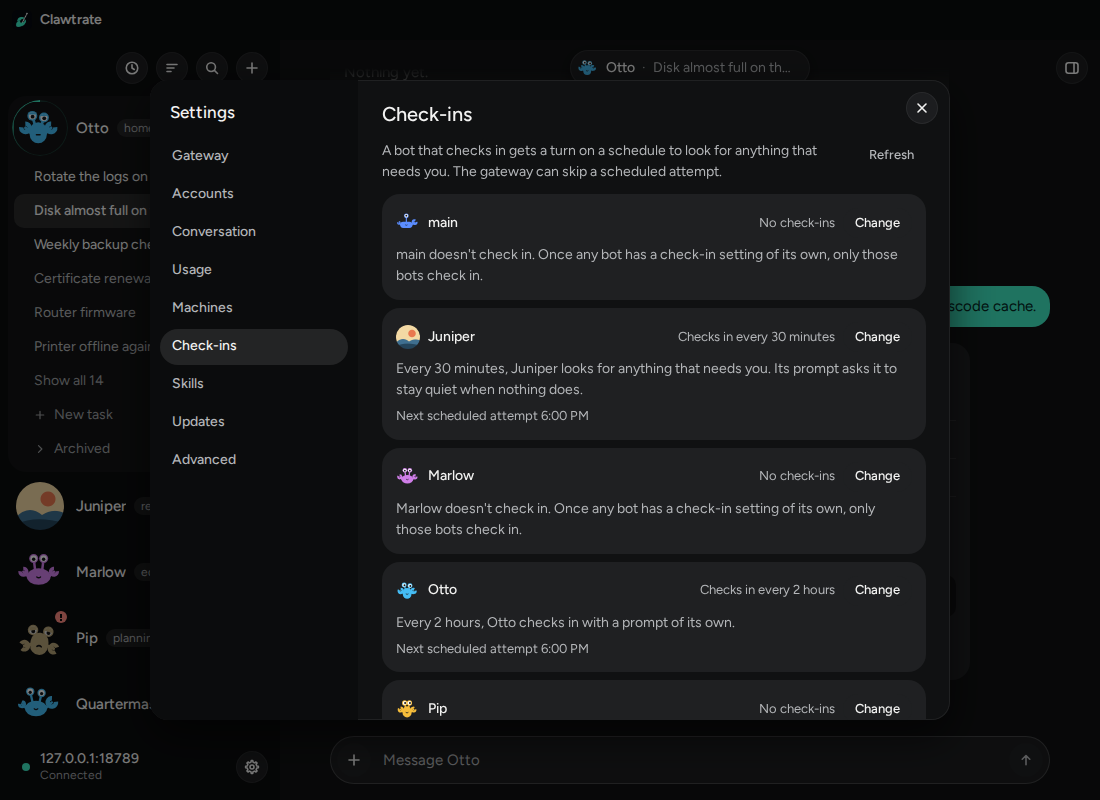 Clawtrate
Nothing yet.
Otto · Disk almost full on th...
Otto
Rotate the logs on
Disk almost full on
Weekly backup
Certificate
Router firmware
Printer offline
Show all 14
+ New task
Archived
Juniper
Marlow
Pip
Settings
Gateway
Accounts
Conversation
Usage
Machines
Check-ins
Skills
Updates
Advanced
Check-ins
A bot that checks in gets a turn on a schedule to look for anything that
needs you. The gateway can skip a scheduled attempt.
Refresh
main
No check-ins
Change
main doesn't check in. Once any bot has a check-in setting of its own, only those
bots check in.
Juniper
Checks in every 30 minutes
Change
Every 30 minutes, Juniper looks for anything that needs you. Its prompt asks it to
stay quiet when nothing does.
Next scheduled attempt 6:00 PM
Marlow
No check-ins
Change
Marlow doesn't check in. Once any bot has a check-in setting of its own, only
those bots check in.
Otto
Checks in every 2 hours
Change
Every 2 hours, Otto checks in with a prompt of its own.
Next scheduled attempt 6:00 PM
Pip
No check-ins
Change
cache.
127.0.0.1:18789
Connected
Message Otto